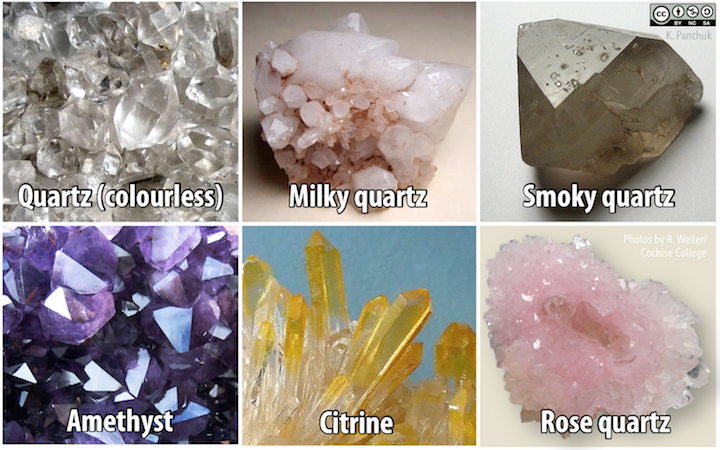 CC BY NC SA
K. Panchuk
Quartz (colourless)
Milky quartz
Smoky quartz
Photos by R. Weller/
Cochise College
Amethyst
Citrine
Rose quartz